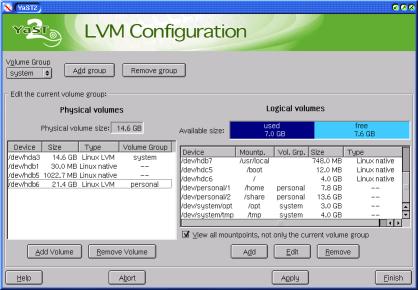 YaST2
YaST2
LVM Configuration
Volume Group
system
Add group
Remove group
Edit the current volume group:
Physical volumes
Physical volume size: 14.6 GB
Device Size Type Volume Group
/dev/hda3 14.6 GB Linux LVM system
/dev/hdb1 30.0 MB Linux native --
/dev/hdb5 1022.7 MB Linux native --
/dev/hdb6 21.4 GB Linux LVM personal
Add Volume
Remove Volume
Logical volumes
Available size:
used
7.0 GB
free
7.6 GB
Device Mountp. Vol. Grp. Size Type
/dev/hdb7 /usr/local 748.0 MB Linux native
/dev/hdc5 /boot 12.0 MB Linux native
/dev/hdc6 / 4.0 GB Linux native
/dev/personal/1 /home personal 7.8 GB --
/dev/personal/2 /share personal 13.6 GB --
/dev/system/opt /opt system 3.0 GB --
/dev/system/tmp /tmp system 4.0 GB --
View all mountpoints, not only the current volume group
Add
Edit
Remove
Help
Abort
Apply
Finish